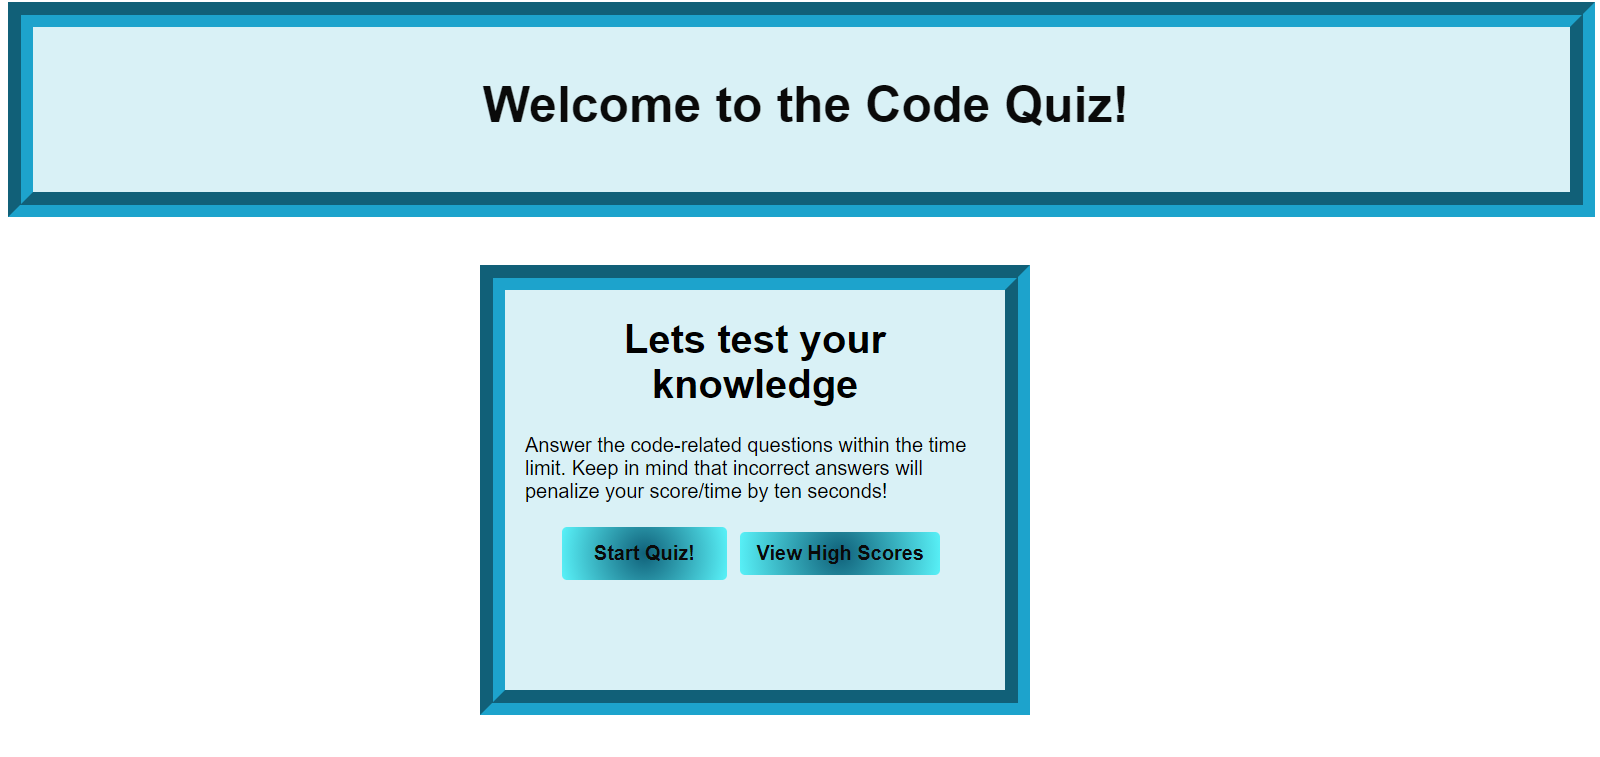 Welcome to the Code Quiz!
Lets test your
knowledge
Answer the code-related questions within the time
limit. Keep in mind that incorrect answers will
penalize your score/time by ten seconds!
Start Quiz!
View High Scores